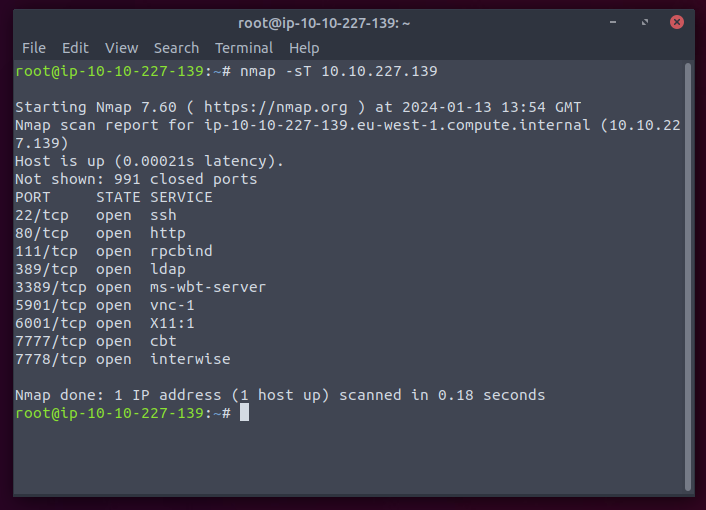 root@ip-10-10-227-139: ~
File Edit View Search Terminal Help
root@ip-10-10-227-139:~# nmap -sT 10.10.227.139
Starting Nmap 7.60 ( https://nmap.org ) at 2024-01-13 13:54 GMT
Nmap scan report for ip-10-10-227-139.eu-west-1.compute.internal (10.10.22
7.139)
Host is up (0.00021s latency).
Not shown: 991 closed ports
PORT     STATE SERVICE
22/tcp   open  ssh
80/tcp   open  http
111/tcp  open  rpcbind
389/tcp  open  ldap
3389/tcp open  ms-wbt-server
5901/tcp open  vnc-1
6001/tcp open  X11:1
7777/tcp open  cbt
7778/tcp open  interwise
Nmap done: 1 IP address (1 host up) scanned in 0.18 seconds
root@ip-10-10-227-139:~#